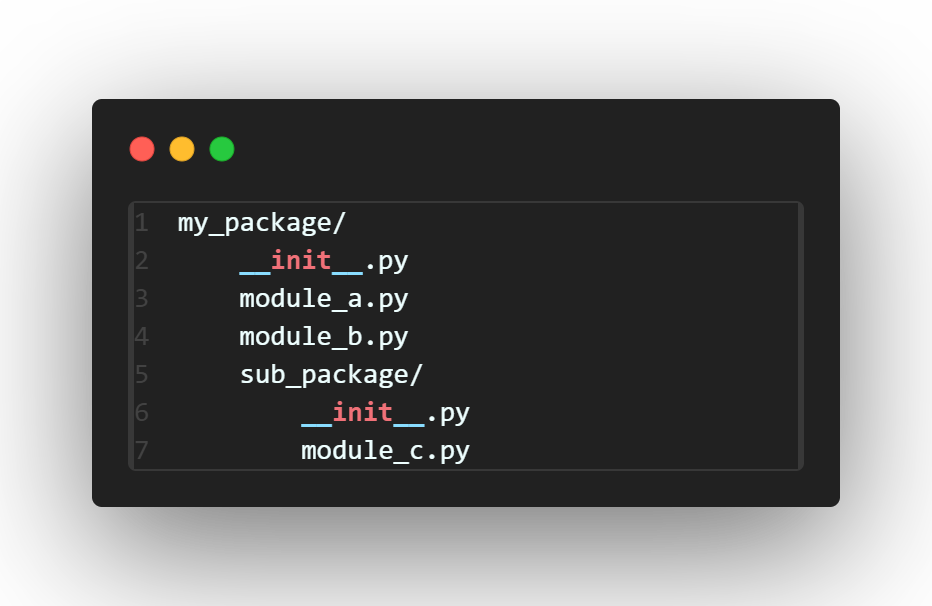 1 my_package/
2     __init__.py
3     module_a.py
4     module_b.py
5     sub_package/
6         __init__.py
7         module_c.py